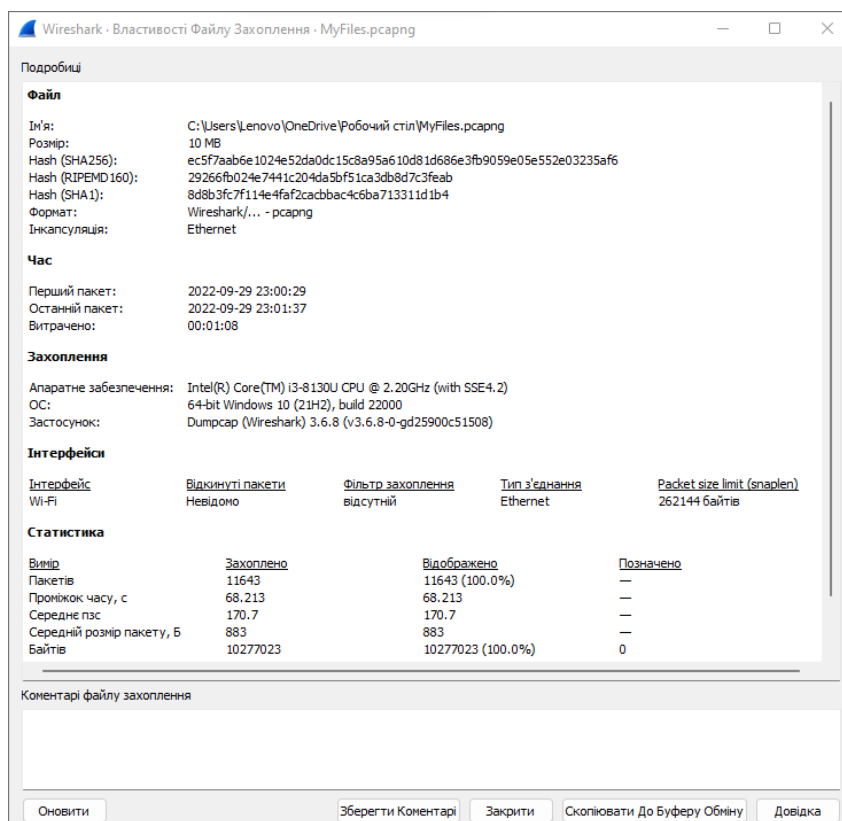 Wireshark · Властивості Файлу Захоплення · MyFiles.pcapng
Подробиці
Файл
Ім'я: C:\Users\Lenovo\OneDrive\Робочий стіл\MyFiles.pcapng
Розмір: 10 MB
Hash (SHA256): ec5f7aab6e1024e52da0dc15c8a95a610d81d686e3fb9059e05e552e03235af6
Hash (RIPEMD160): 29266fb024e7441c204da5bf51ca3db8d7c3feab
Hash (SHA1): 8d8b3fc7f114e4faf2cacbbac4c6ba713311d1b4
Формат: Wireshark/... - pcapng
Інкапсуляція: Ethernet
Час
Перший пакет: 2022-09-29 23:00:29
Останній пакет: 2022-09-29 23:01:37
Витрачено: 00:01:08
Захоплення
Апаратне забезпечення: Intel(R) Core(TM) i3-8130U CPU @ 2.20GHz (with SSE4.2)
ОС: 64-bit Windows 10 (21H2), build 22000
Застосунок: Dumpcap (Wireshark) 3.6.8 (v3.6.8-0-gd25900c51508)
Інтерфейси
Інтерфейс Відкинуті пакети Фільтр захоплення Тип з'єднання Packet size limit (snaplen)
Wi-Fi Невідомо відсутній Ethernet 262144 байтів
Статистика
Вимір Захоплено Відображено Позначено
Пакетів 11643 11643 (100.0%) —
Проміжок часу, с 68.213 68.213 —
Середнє пзс 170.7 170.7 —
Середній розмір пакету, Б 883 883 —
Байтів 10277023 10277023 (100.0%) 0
Коментарі файлу захоплення
Оновити Зберегти Коментарі Закрити Скопіювати До Буферу Обміну Довідка